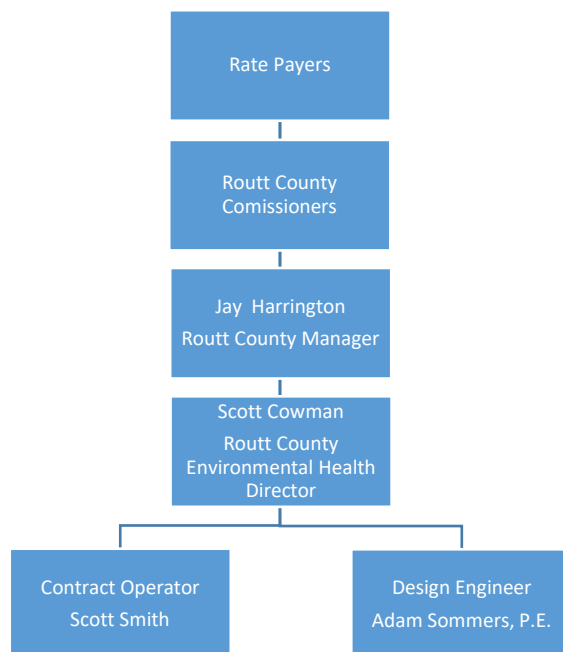 Rate Payers
Routt County
Comissioners
Jay Harrington
Routt County Manager
Scott Cowman
Routt County
Environmental Health
Director
Contract Operator
Scott Smith
Design Engineer
Adam Sommers, P.E.